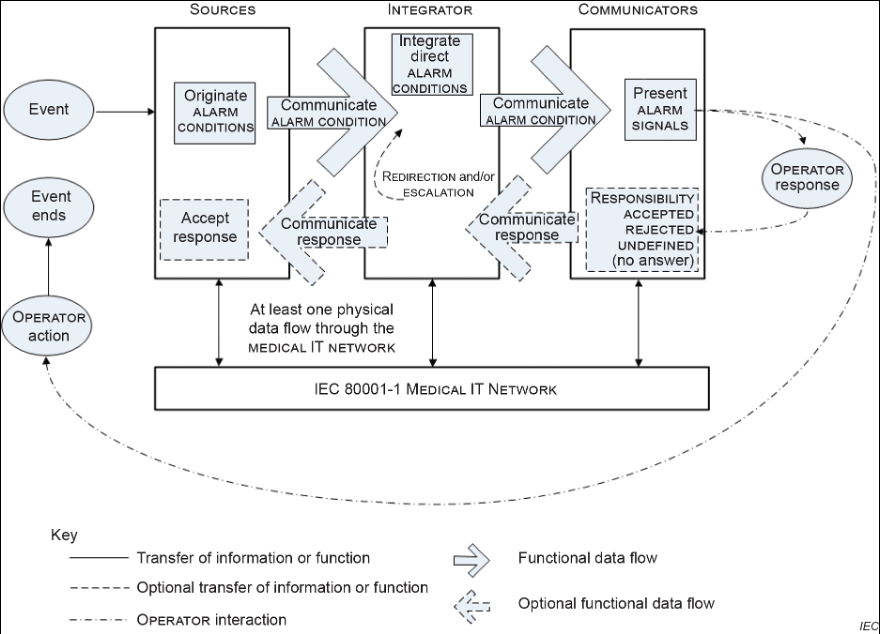 SOURCES
INTEGRATOR
COMMUNICATORS
Event
Originate
ALARM
CONDITIONS
Communicate
ALARM CONDITION
Integrate
direct
ALARM
CONDITIONS
Communicate
ALARM CONDITION
Present
ALARM
SIGNALS
REDIRECTION and/or
ESCALATION
OPERATOR
response
Event
ends
Accept
response
Communicate
response
Communicate
response
RESPONSIBILITY
ACCEPTED
REJECTED
UNDEFINED
(no answer)
OPERATOR
action
At least one physical
data flow through the
MEDICAL IT NETWORK
IEC 80001-1 MEDICAL IT NETWORK
Key
Transfer of information or function
Functional data flow
Optional transfer of information or function
Optional functional data flow
OPERATOR interaction
IEC